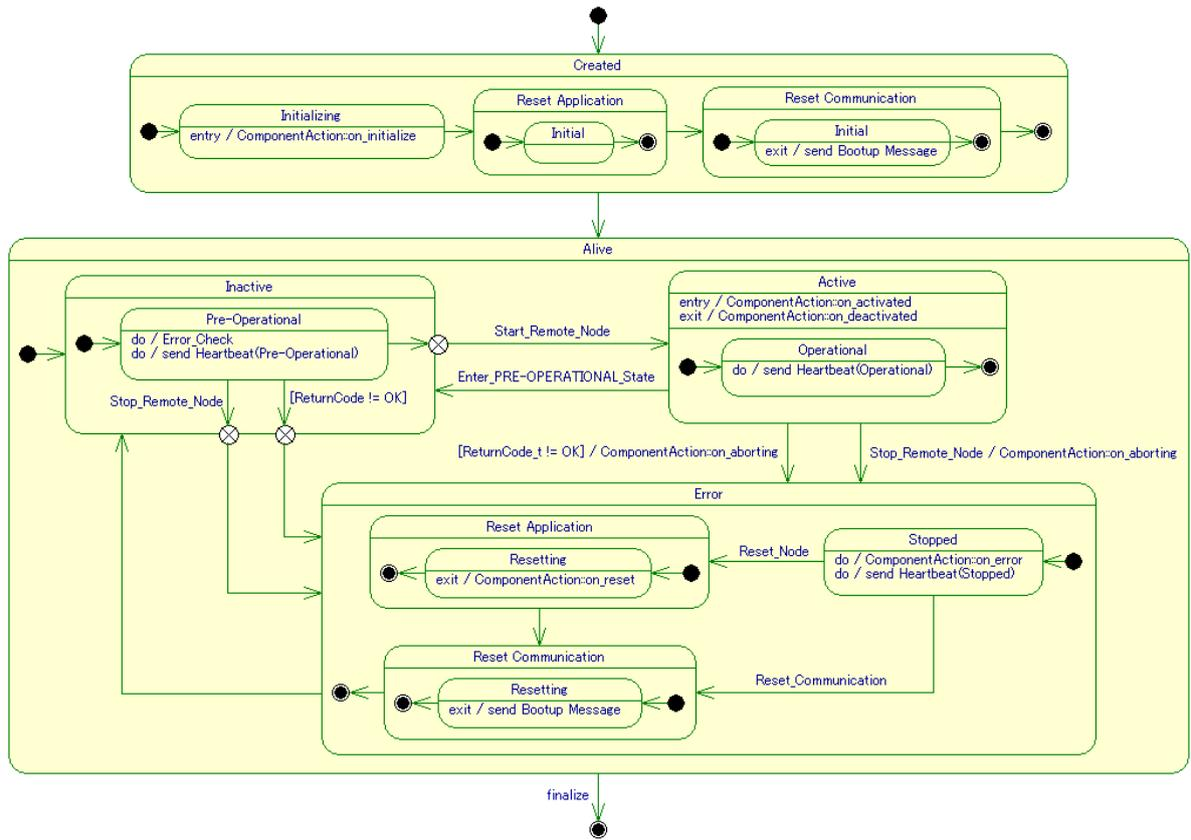 Created
Initializing
entry / ComponentAction::on_initialize
Reset Application
Initial
Reset Communication
Initial
exit / send Bootup Message
Alive
Inactive
Pre-Operational
do / Error_Check
do / send Heartbeat(Pre-Operational)
Stop_Remote_Node
[ReturnCode != OK]
Start_Remote_Node
Enter_PRE-OPERATIONAL_State
Active
entry / ComponentAction::on_activated
exit / ComponentAction::on_deactivated
Operational
do / send Heartbeat(Operational)
[ReturnCode_t != OK] / ComponentAction::on_aborting
Stop_Remote_Node / ComponentAction::on_aborting
Error
Reset Application
Resetting
exit / ComponentAction::on_reset
Reset_Node
Stopped
do / ComponentAction::on_error
do / send Heartbeat(Stopped)
Reset Communication
Resetting
exit / send Bootup Message
Reset_Communication
finalize